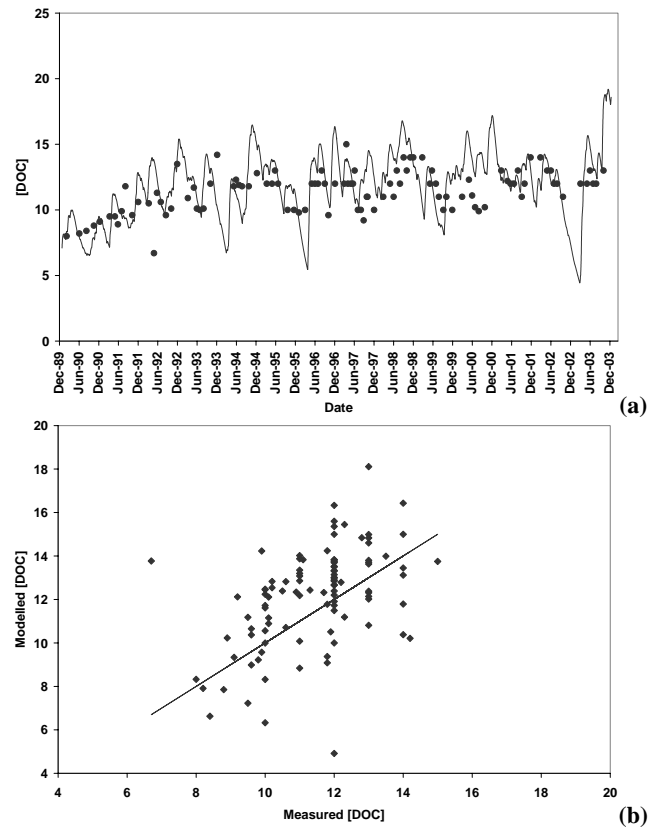 25
20
15
10
5
0
[DOC]
Dec-89
Jun-90
Dec-90
Jun-91
Dec-91
Jun-92
Dec-92
Jun-93
Dec-93
Jun-94
Dec-94
Jun-95
Dec-95
Jun-96
Dec-96
Jun-97
Dec-97
Jun-98
Dec-98
Jun-99
Dec-99
Jun-00
Dec-00
Jun-01
Dec-01
Jun-02
Dec-02
Jun-03
Dec-03
Date
(a)
20
18
16
14
12
10
8
6
4
Modelled [DOC]
4 6 8 10 12 14 16 18 20
Measured [DOC]
(b)